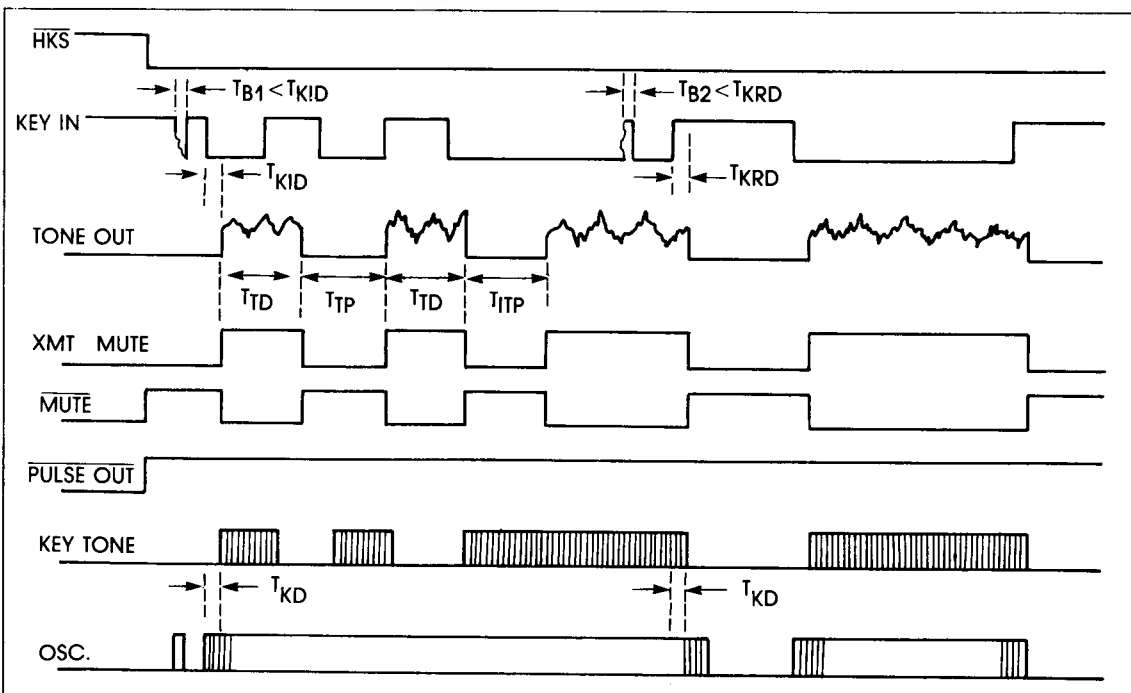 HKS
T_B1 < T_KID
T_B2 < T_KRD
KEY IN
T_KID
T_KRD
TONE OUT
T_TD
T_TP
T_TD
T_ITP
XMT MUTE
MUTE
PULSE OUT
KEY TONE
T_KD
T_KD
OSC.